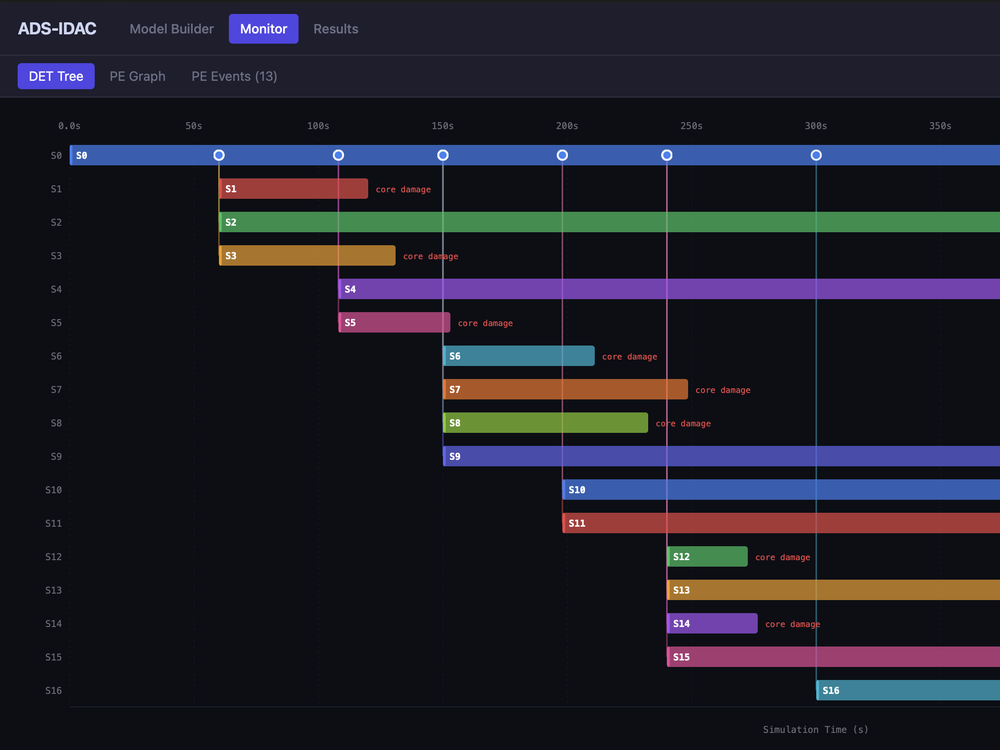 ADS-IDAC Model Builder Monitor Results
DET Tree PE Graph PE Events (13)
0.0s 50s 100s 150s 200s 250s 300s 350s
S0 S0
S1 S1 core damage
S2 S2
S3 S3 core damage
S4 S4
S5 S5 core damage
S6 S6 core damage
S7 S7 core damage
S8 S8 core damage
S9 S9
S10 S10
S11 S11
S12 S12 core damage
S13 S13
S14 S14 core damage
S15 S15
S16 S16
Simulation Time (s)